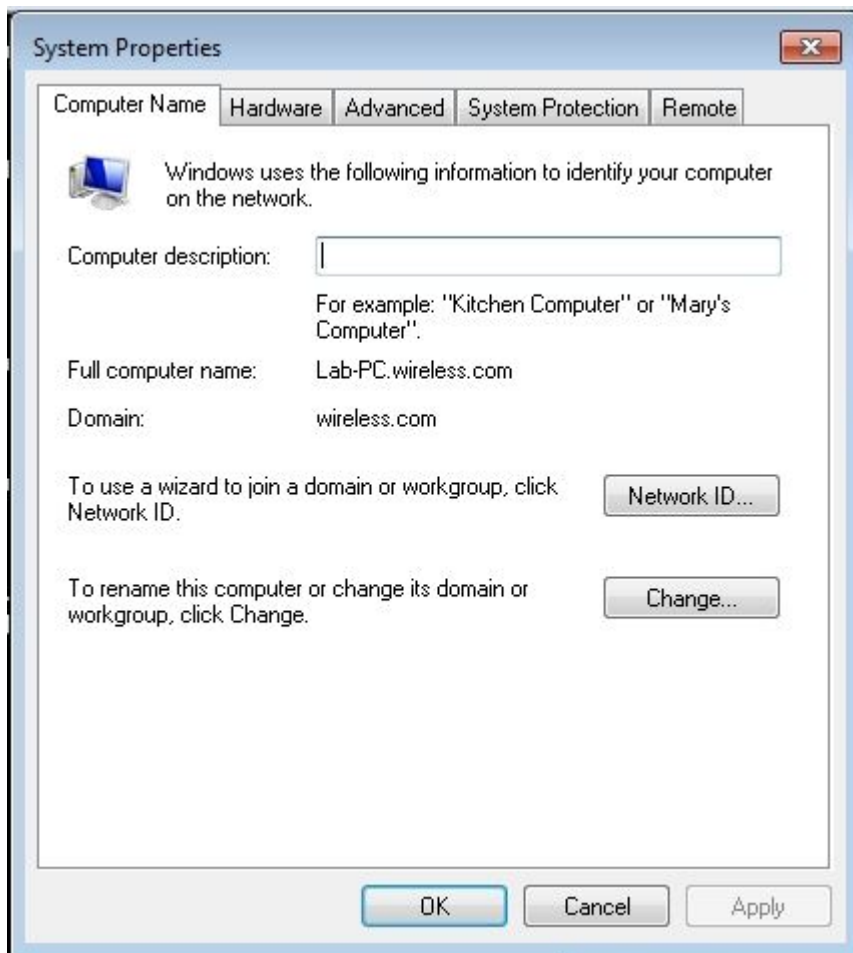 System Properties
Computer Name Hardware Advanced System Protection Remote
Windows uses the following information to identify your computer
on the network.
Computer description:
For example: "Kitchen Computer" or "Mary's
Computer".
Full computer name: Lab-PC.wireless.com
Domain: wireless.com
To use a wizard to join a domain or workgroup, click
Network ID.
Network ID...
To rename this computer or change its domain or
workgroup, click Change.
Change...
OK Cancel Apply